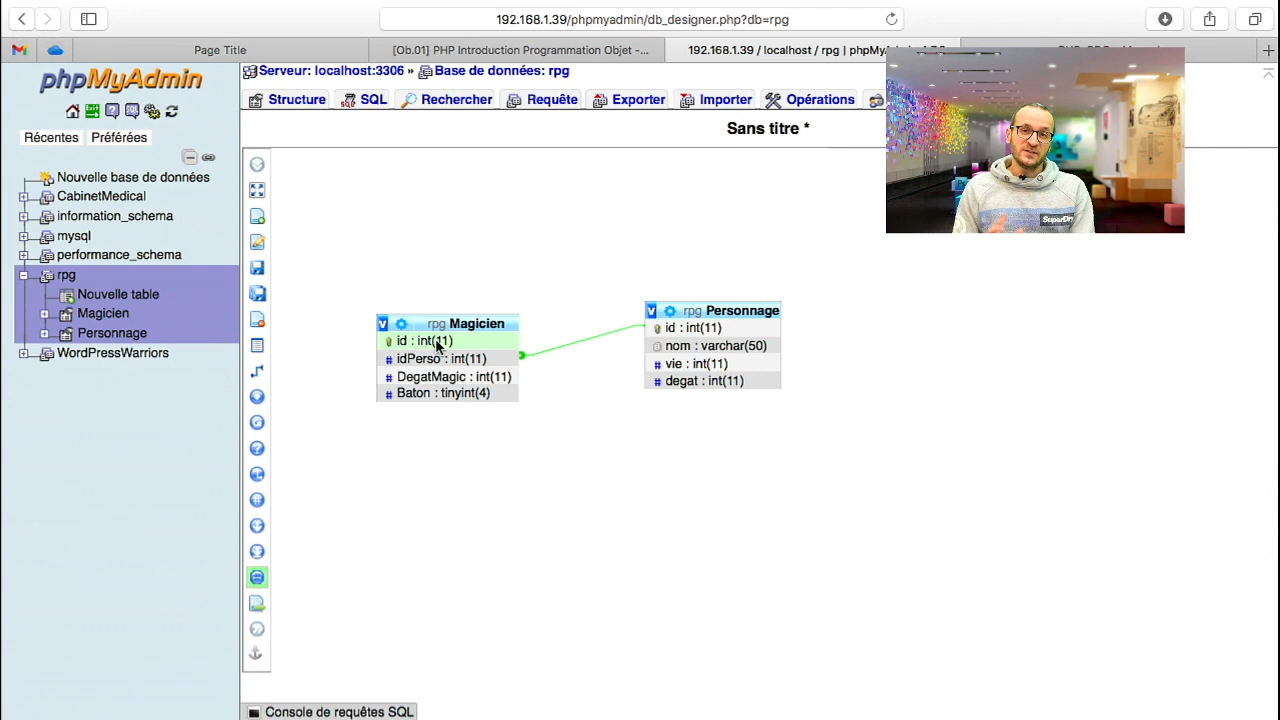 192.168.1.39/phpmyadmin/db_designer.php?db=rpg
Page Title
[Ob.01] PHP Introduction Programmation Objet -...
192.168.1.39 / localhost / rpg | phpMyA
phpMyAdmin
Récentes
Préférées
Nouvelle base de données
CabinetMedical
information_schema
mysql
performance_schema
rpg
Nouvelle table
Magicien
Personnage
WordPressWarriors
Serveur: localhost:3306 » Base de données: rpg
Structure
SQL
Rechercher
Requête
Exporter
Importer
Opérations
Sans titre *
rpg Magicien
id : int(11)
idPerso : int(11)
DegatMagic : int(11)
Baton : tinyint(4)
rpg Personnage
id : int(11)
nom : varchar(50)
vie : int(11)
degat : int(11)
Console de requêtes SQL